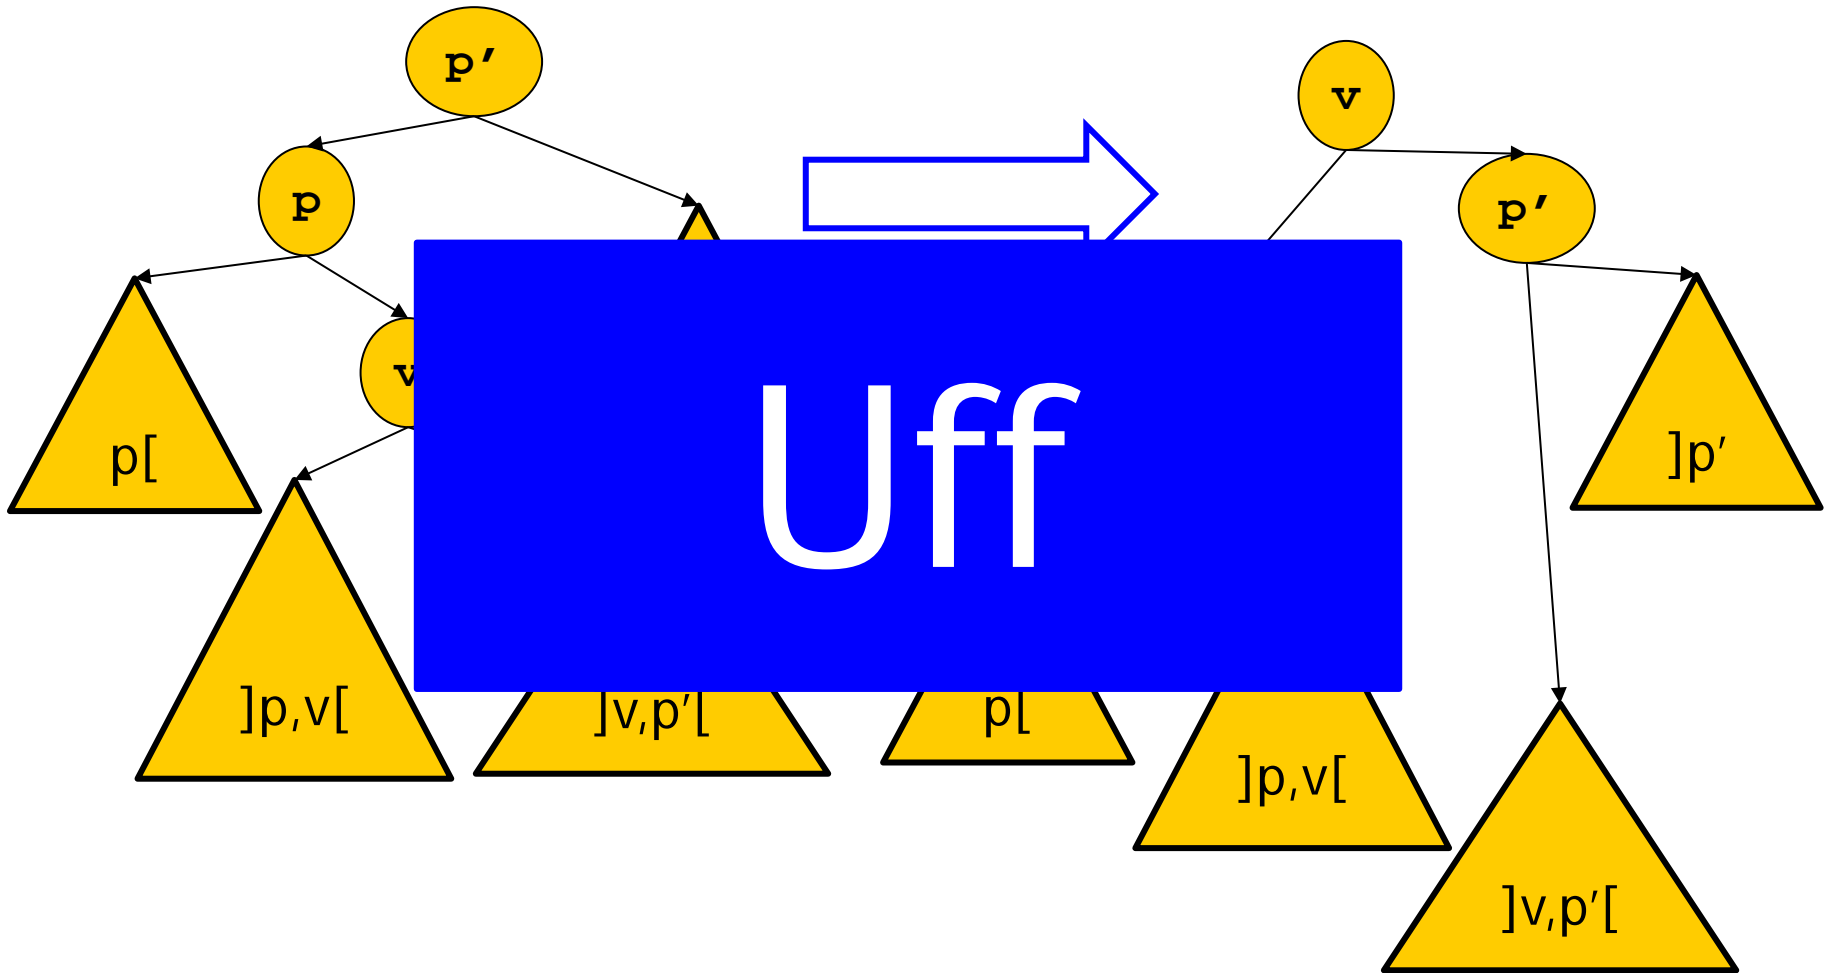 p′
v
p
p′
v
p[
]p′
Uff
]p,v[
]v,p′[
p[
]p,v[
]v,p′[